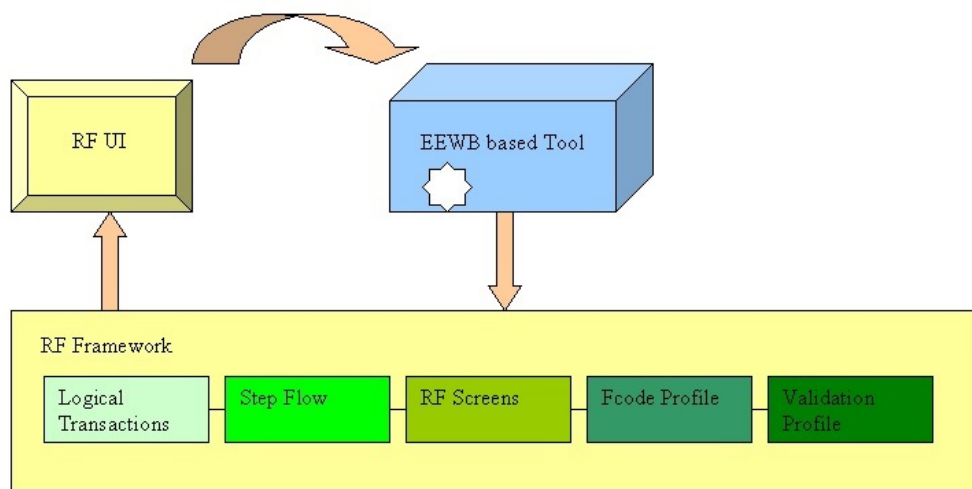 RF UI
EEWB based Tool
RF Framework
Logical
Transactions
Step Flow
RF Screens
Fcode Profile
Validation
Profile